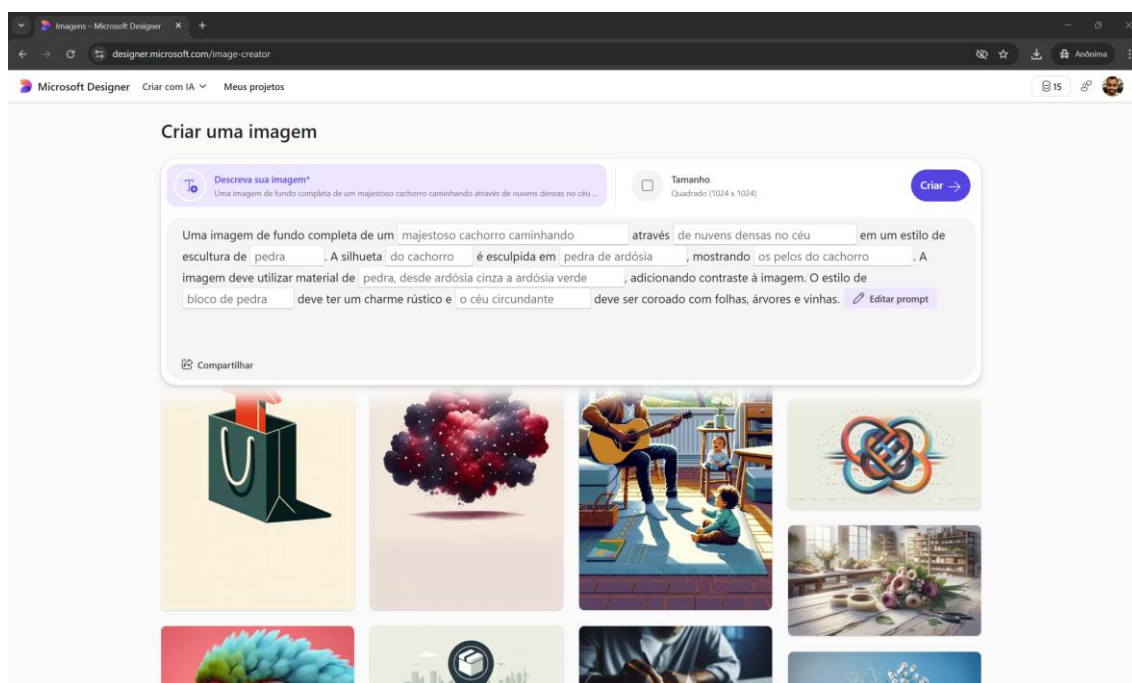 Imagens – Microsoft Designer
designer.microsoft.com/image-creator
Anônima
Microsoft Designer Criar com IA Meus projetos
15
Criar uma imagem
Descreva sua imagem*
Uma imagem de fundo completa de um majestoso cachorro caminhando através de nuvens densas no céu ...
Tamanho
Quadrado (1024 x 1024)
Criar →
Uma imagem de fundo completa de um majestoso cachorro caminhando através de nuvens densas no céu em um estilo de
escultura de pedra . A silhueta do cachorro é esculpida em pedra de ardósia , mostrando os pelos do cachorro . A
imagem deve utilizar material de pedra, desde ardósia cinza a ardósia verde , adicionando contraste à imagem. O estilo de
bloco de pedra deve ter um charme rústico e o céu circundante deve ser coroado com folhas, árvores e vinhas. Editar prompt
Compartilhar